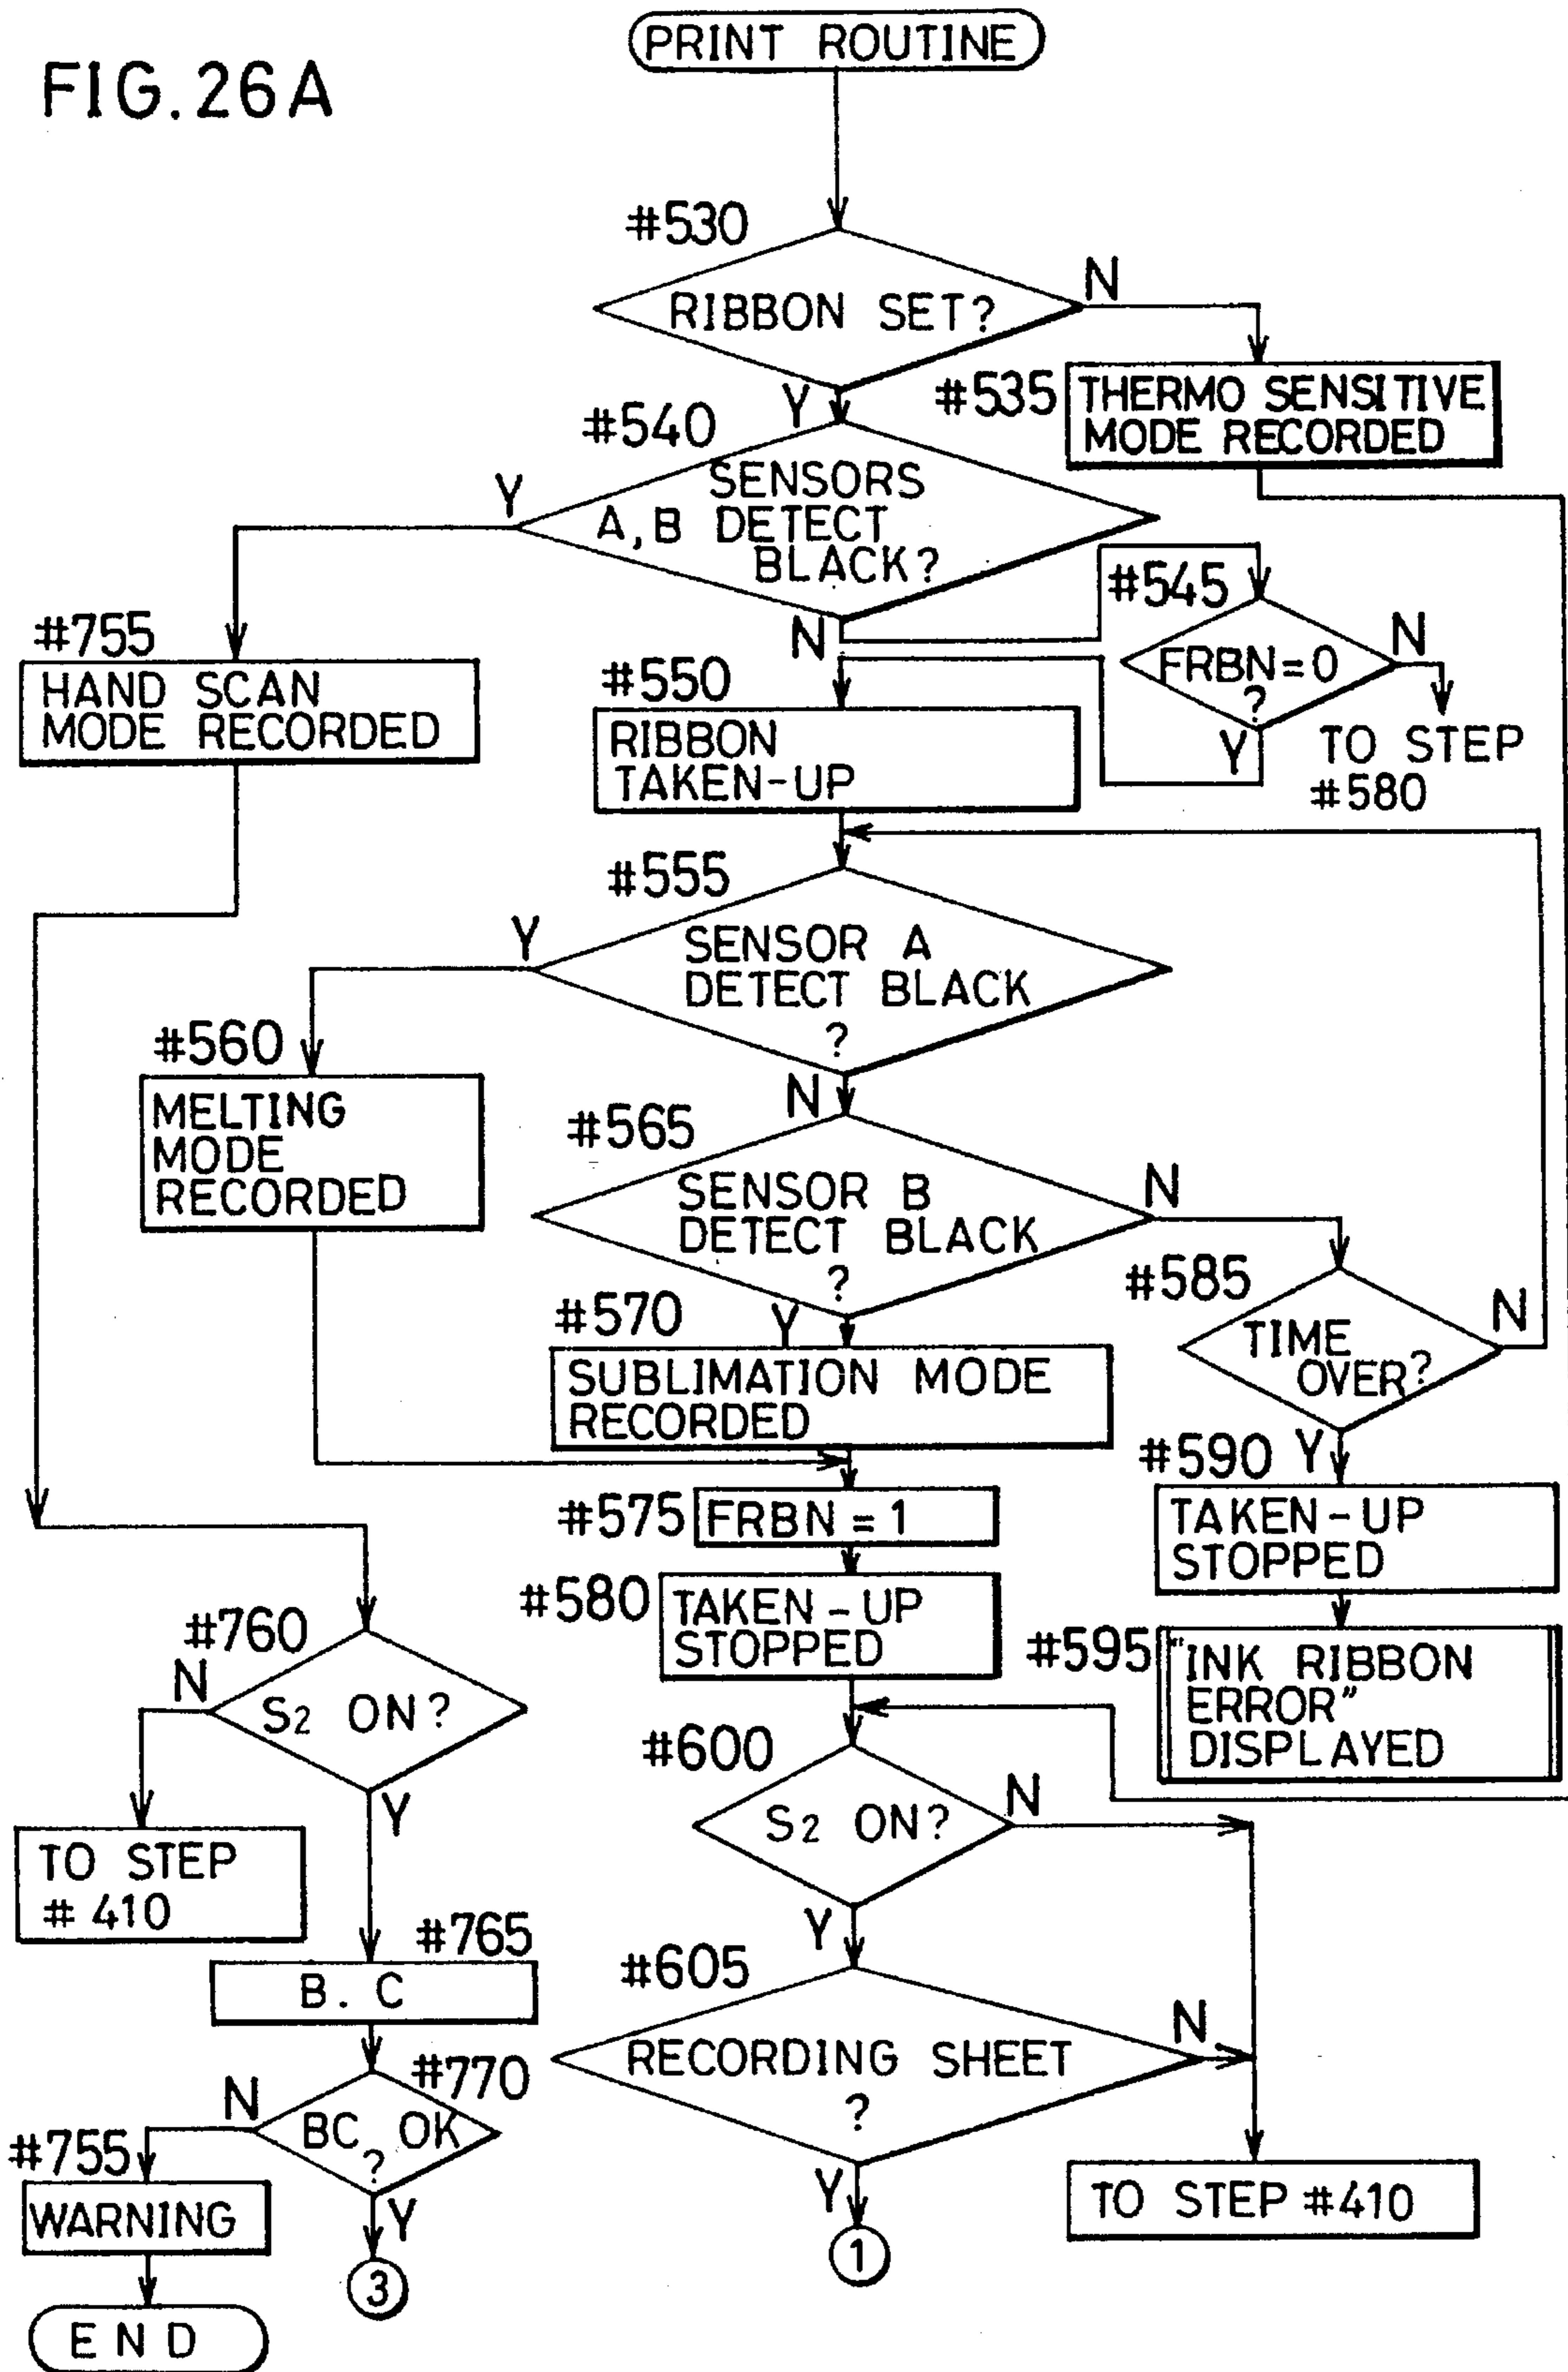 FIG. 26A
PRINT ROUTINE
#530
RIBBON SET?
N
Y
#535
THERMO SENSITIVE
MODE RECORDED
#540
SENSORS
A, B DETECT
BLACK?
Y
N
#545
FRBN = 0
?
N
Y
TO STEP
#580
#755
HAND SCAN
MODE RECORDED
#550
RIBBON
TAKEN-UP
#555
SENSOR A
DETECT BLACK
?
Y
N
#560
MELTING
MODE
RECORDED
#565
SENSOR B
DETECT BLACK
?
N
Y
#570
SUBLIMATION MODE
RECORDED
#585
TIME
OVER?
N
Y
#575
FRBN = 1
#590
TAKEN-UP
STOPPED
#580
TAKEN-UP
STOPPED
#595
"INK RIBBON
ERROR"
DISPLAYED
#760
S2 ON?
N
Y
TO STEP
#410
#600
S2 ON?
N
Y
#765
B. C
#605
RECORDING SHEET
?
N
Y
#770
BC OK
?
N
Y
#755
WARNING
TO STEP #410
3
1
END